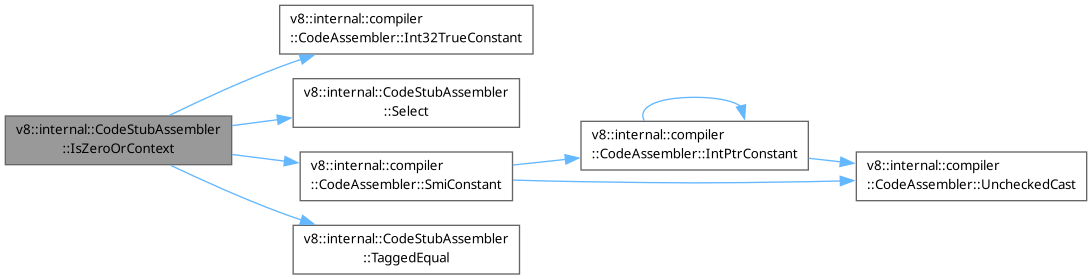 v8::internal::CodeStubAssembler
::IsZeroOrContext
v8::internal::compiler
::CodeAssembler::Int32TrueConstant
v8::internal::CodeStubAssembler
::Select
v8::internal::compiler
::CodeAssembler::SmiConstant
v8::internal::CodeStubAssembler
::TaggedEqual
v8::internal::compiler
::CodeAssembler::IntPtrConstant
v8::internal::compiler
::CodeAssembler::UncheckedCast